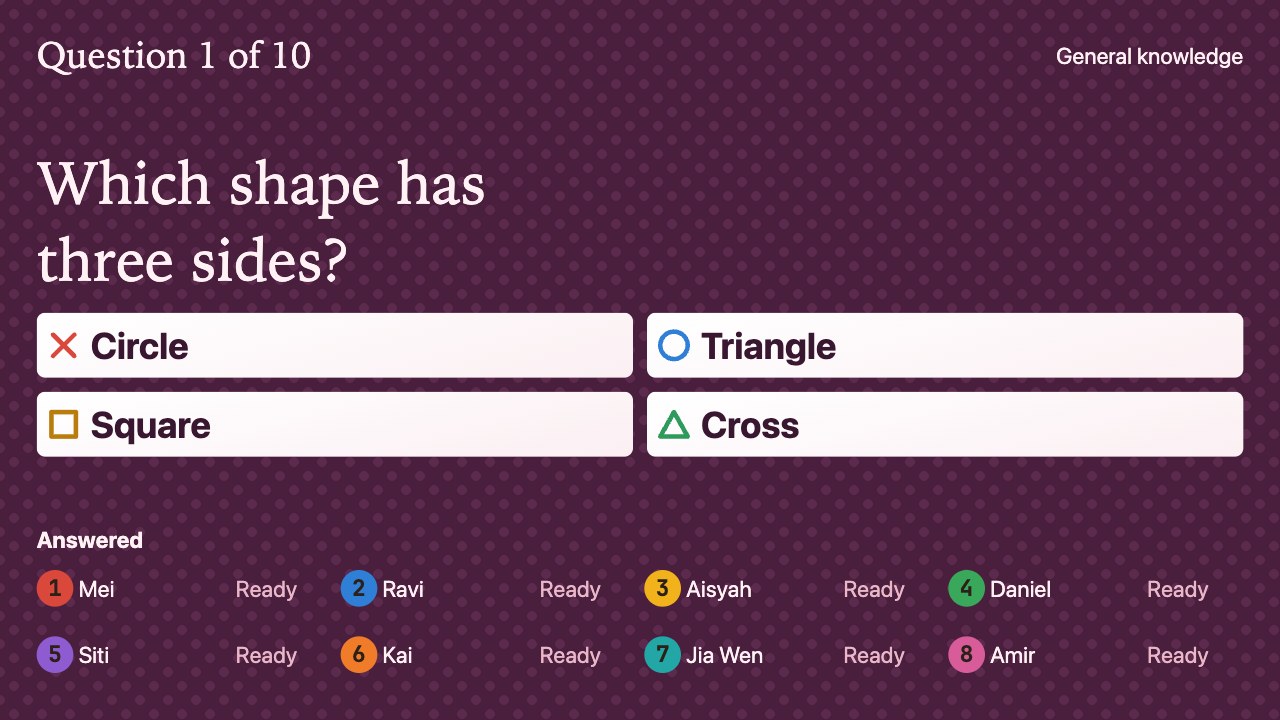 Question 1 of 10
General knowledge
Which shape has
three sides?
Circle
Triangle
Square
Cross
Answered
1 Mei Ready
2 Ravi Ready
3 Aisyah Ready
4 Daniel Ready
5 Siti Ready
6 Kai Ready
7 Jia Wen Ready
8 Amir Ready